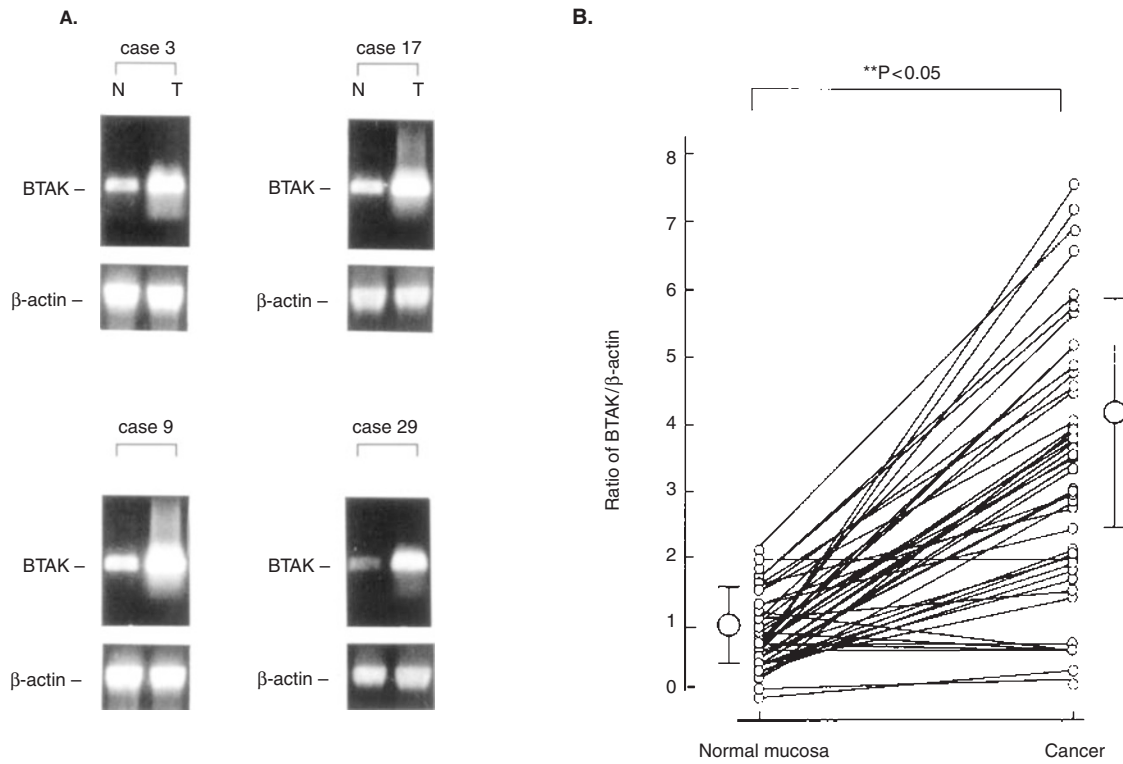 A.
case 3
N T
BTAK –
β-actin –
case 17
N T
BTAK –
β-actin –
case 9
BTAK –
β-actin –
case 29
BTAK –
β-actin –
B.
**P<0.05
Ratio of BTAK/β-actin
8
7
6
5
4
3
2
1
0
Normal mucosa Cancer